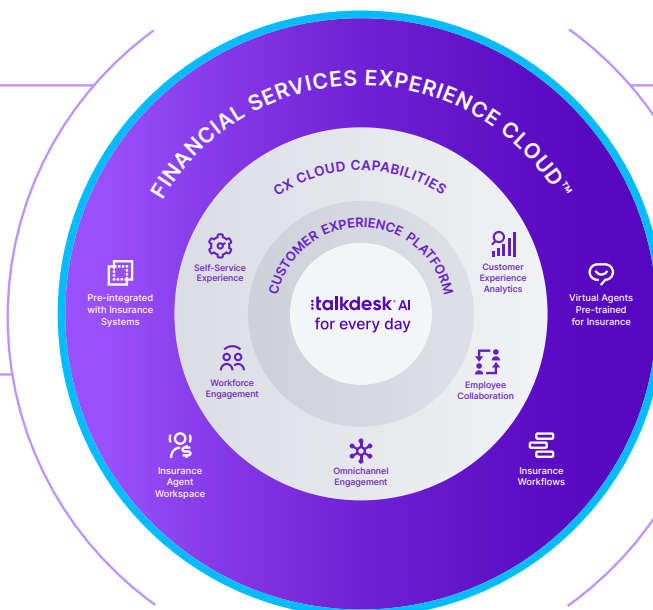 FINANCIAL SERVICES EXPERIENCE CLOUD™
CX CLOUD CAPABILITIES
CUSTOMER EXPERIENCE PLATFORM
:talkdesk® AI
for every day
Self-Service
Experience
Customer
Experience
Analytics
Pre-integrated
with Insurance
Systems
Virtual Agents
Pre-trained
for Insurance
Workforce
Engagement
Employee
Collaboration
Insurance
Agent
Workspace
Omnichannel
Engagement
Insurance
Workflows